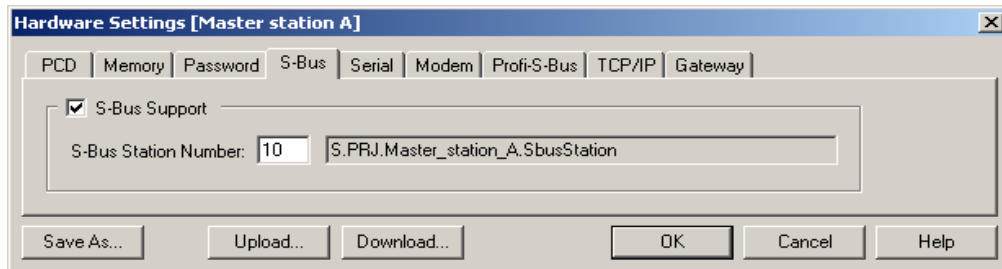 Hardware Settings [Master station A]
PCD Memory Password S-Bus Serial Modem Profi-S-Bus TCP/IP Gateway
S-Bus Support
S-Bus Station Number: 10 S.PRJ.Master_station_A.SbusStation
Save As... Upload... Download... OK Cancel Help